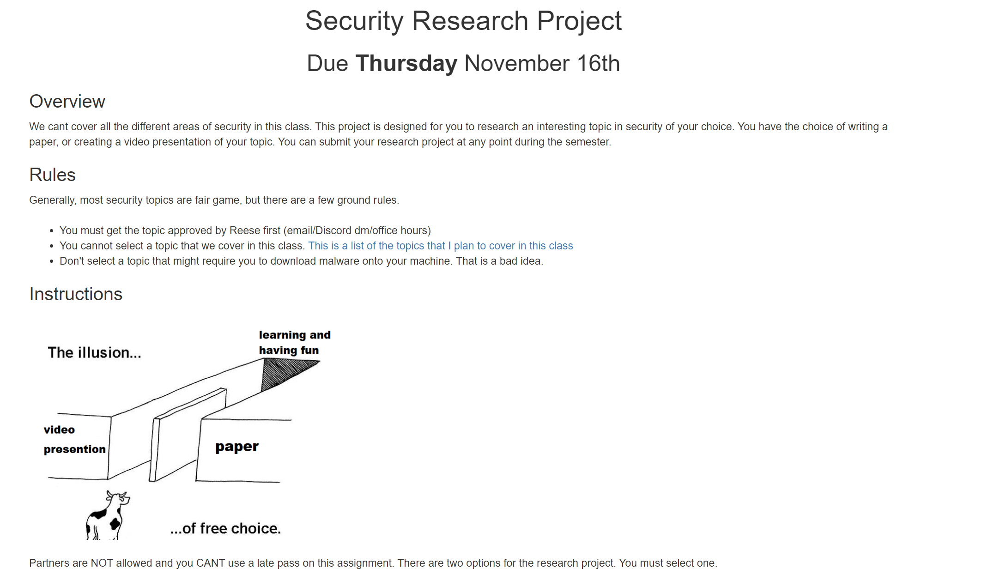 Security Research Project
Due Thursday November 16th
Overview
We cant cover all the different areas of security in this class. This project is designed for you to research an interesting topic in security of your choice. You have the choice of writing a
paper, or creating a video presentation of your topic. You can submit your research project at any point during the semester.
Rules
Generally, most security topics are fair game, but there are a few ground rules.
• You must get the topic approved by Reese first (email/Discord dm/office hours)
• You cannot select a topic that we cover in this class. This is a list of the topics that I plan to cover in this class
• Don't select a topic that might require you to download malware onto your machine. That is a bad idea.
Instructions
The illusion...
learning and
having fun
video
presention
paper
...of free choice.
Partners are NOT allowed and you CANT use a late pass on this assignment. There are two options for the research project. You must select one.